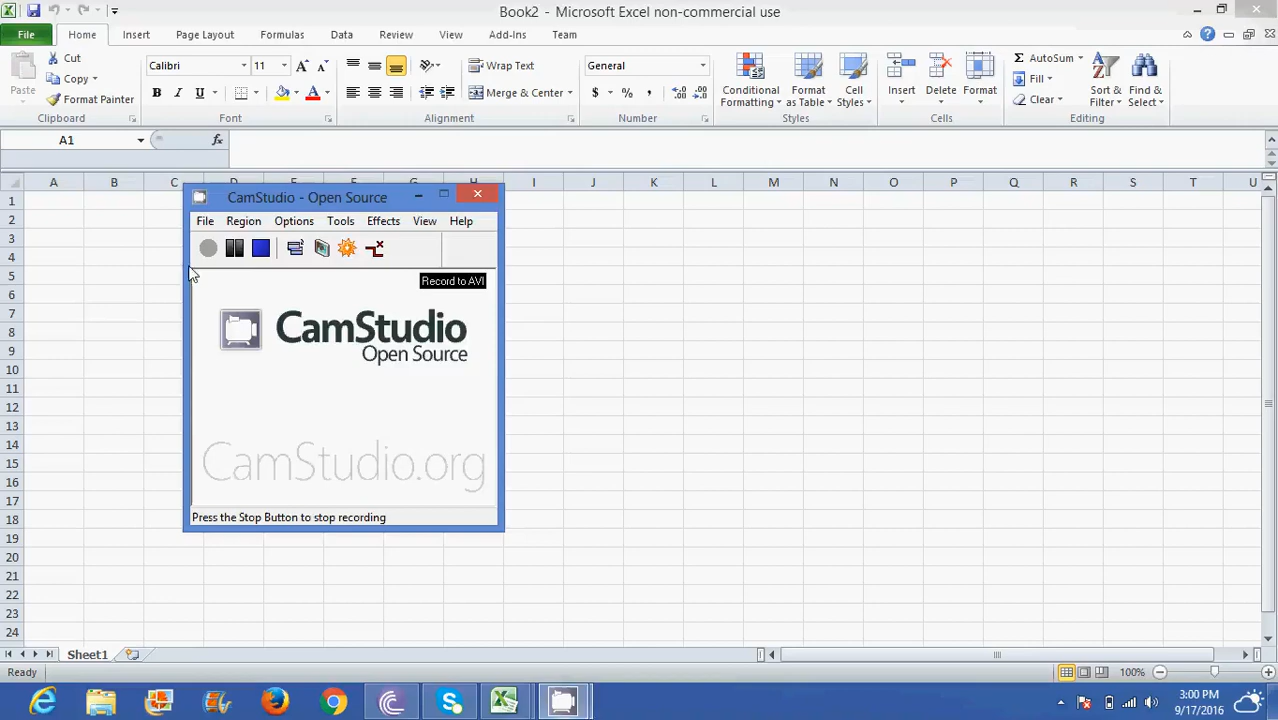 Book2 - Microsoft Excel non-commercial use
File Home Insert Page Layout Formulas Data Review View Add-Ins Team
Paste
Cut
Copy
Format Painter
Calibri 11
B I U
Wrap Text
Merge & Center
General
$ % ,
Conditional Formatting
Format as Table
Cell Styles
Insert
Delete
Format
AutoSum
Fill
Clear
Sort & Filter
Find & Select
Clipboard Font Alignment Number Styles Cells Editing
A1 fx
A B C D E F G H I J K L M N O P Q R S T U
1
2
3
4
5
6
7
8
9
10
11
12
13
14
15
16
17
18
19
20
21
22
23
24
CamStudio - Open Source
File Region Options Tools Effects View Help
Record to AVI
CamStudio
Open Source
CamStudio.org
Press the Stop Button to stop recording
Sheet1
Ready 100%
3:00 PM
9/17/2016